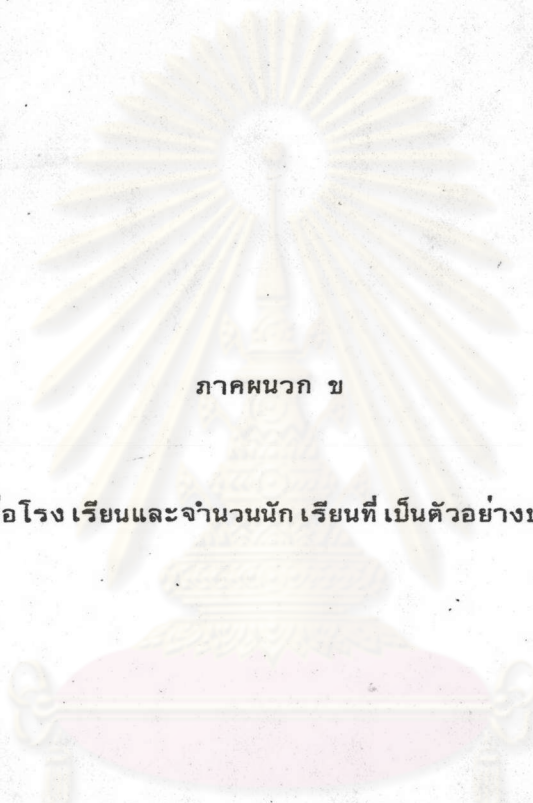 ภาคผนวก ข
โรงเรียนและจำนวนนักเรียนที่เป็นตัวอย่าง